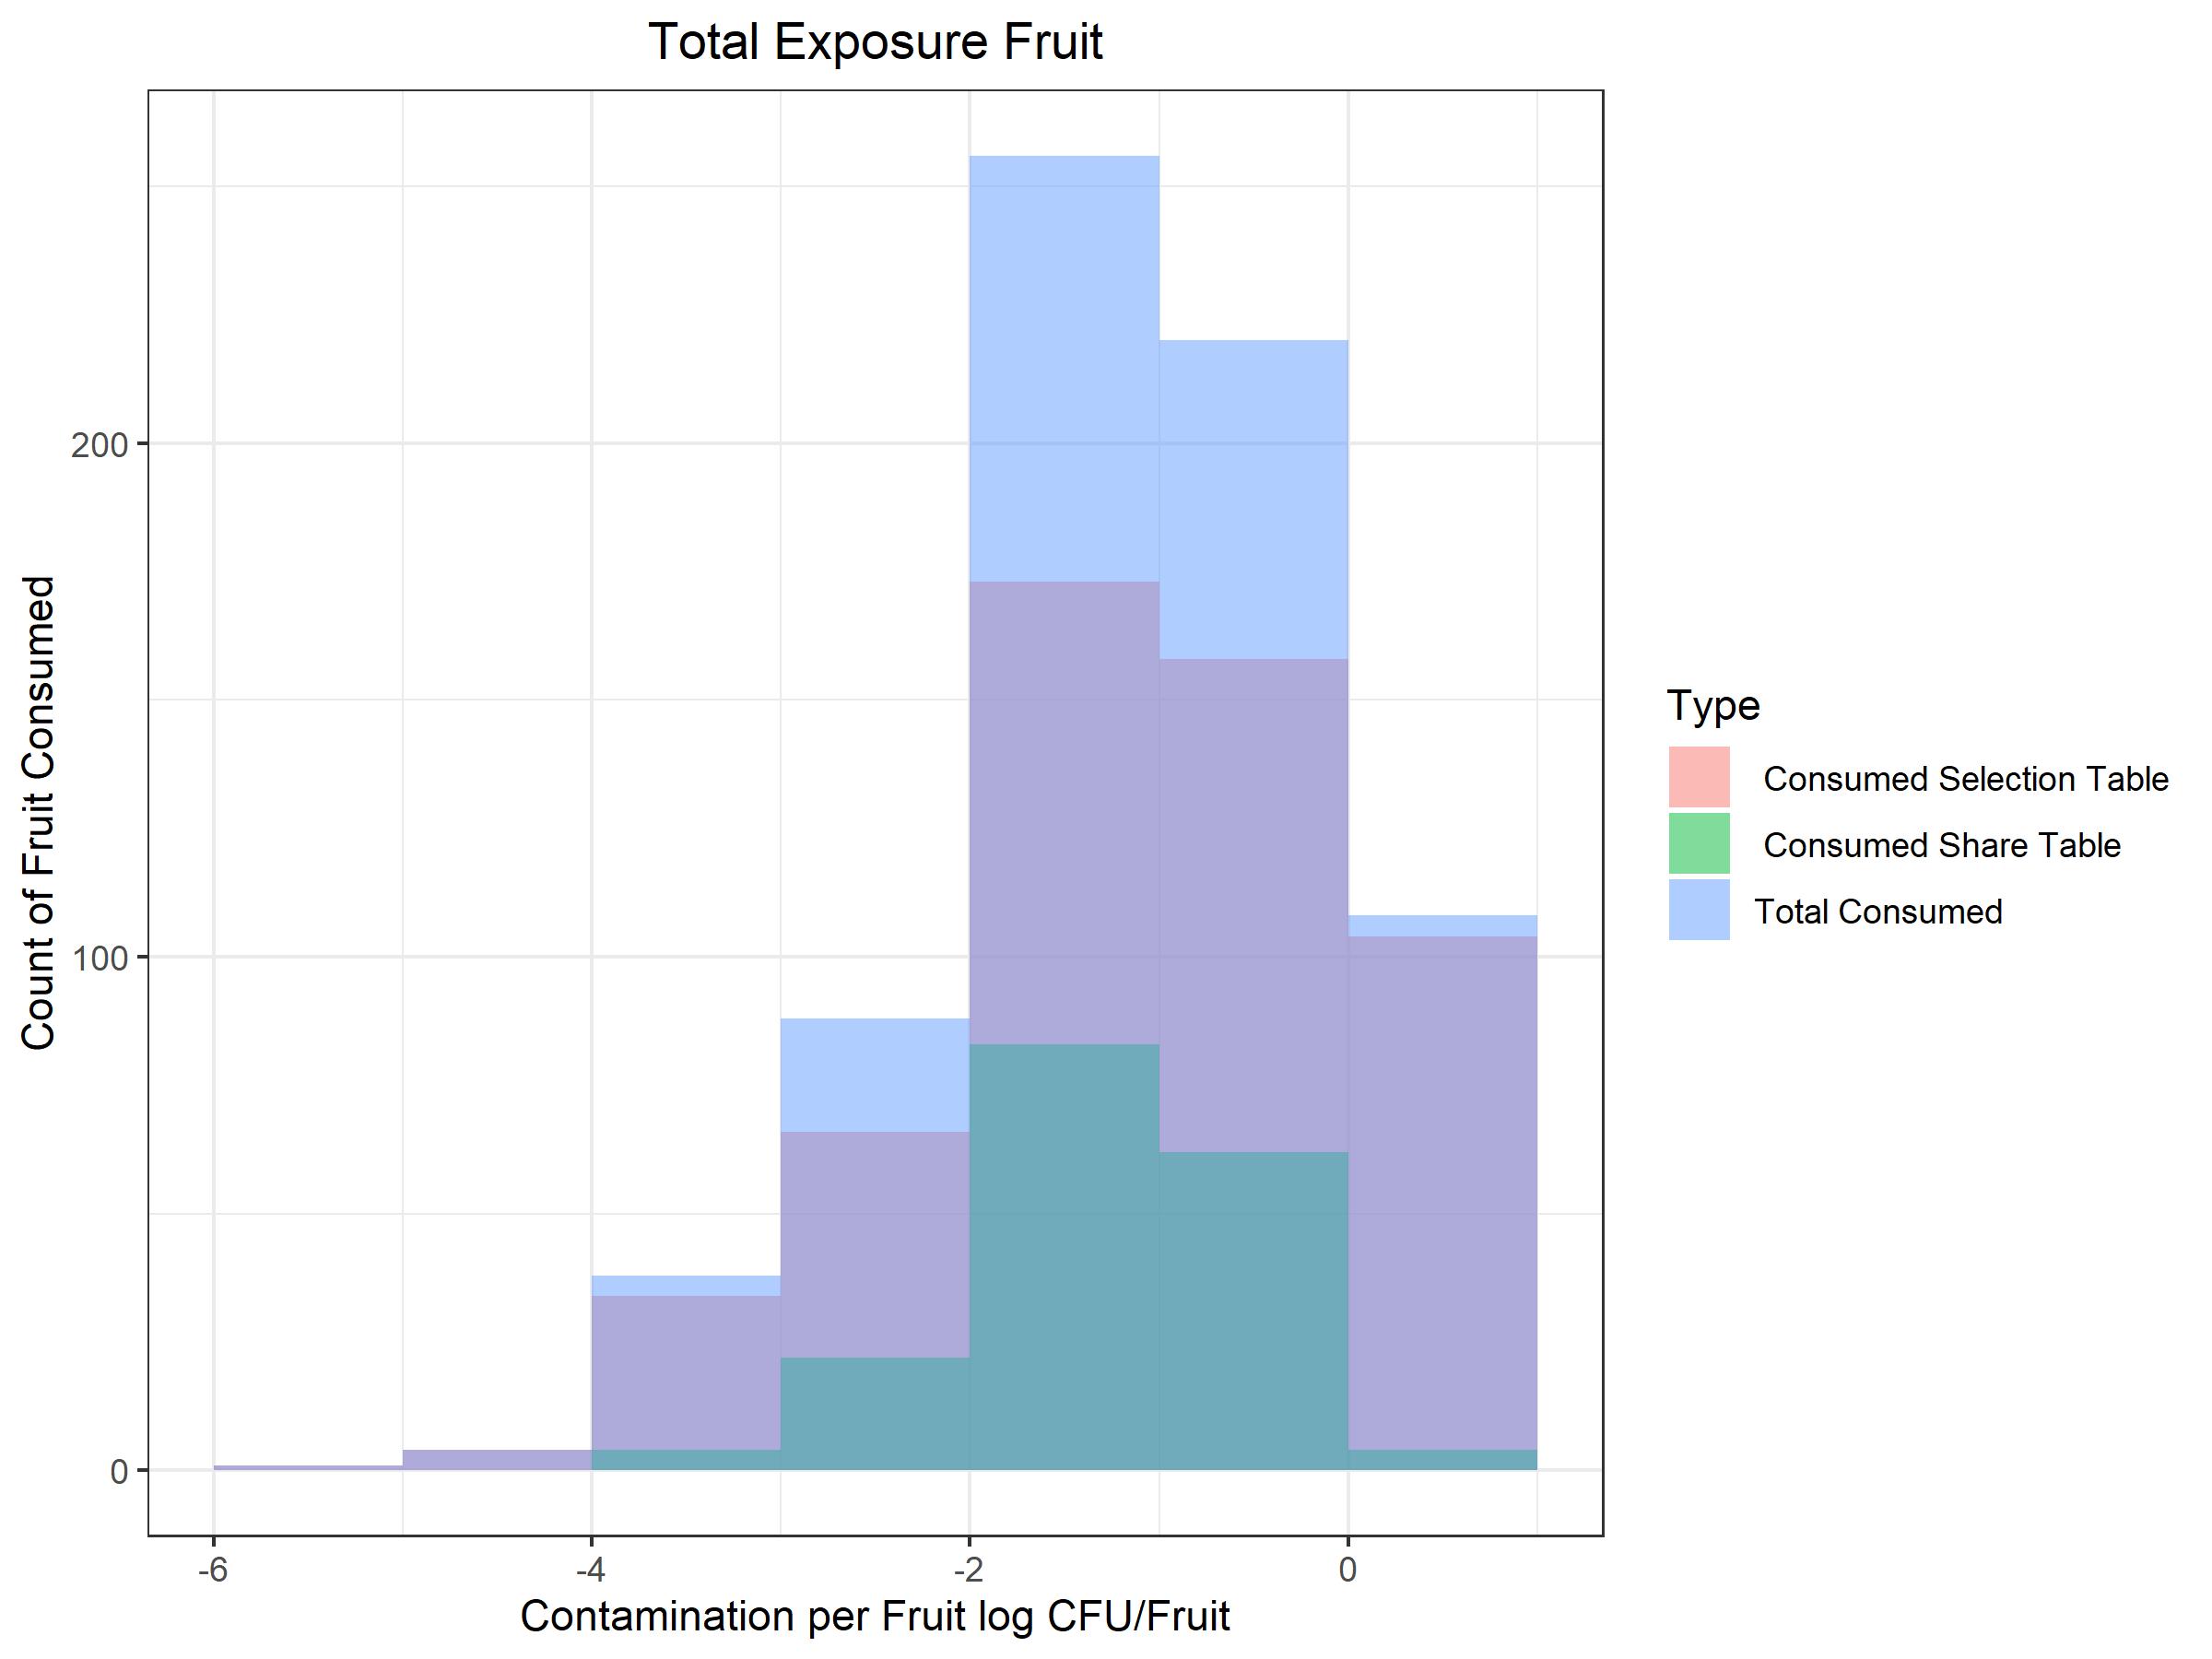 Total Exposure Fruit
Count of Fruit Consumed
200
100
0
-6
-4
-2
0
Contamination per Fruit log CFU/Fruit
Type
Consumed Selection Table
Consumed Share Table
Total Consumed